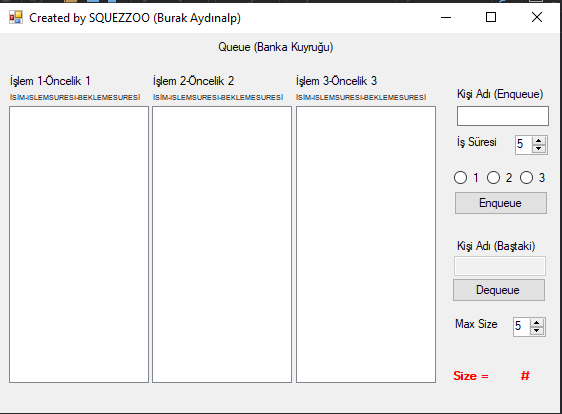 Created by SQUEZZOO (Burak Aydınalp)
Queue (Banka Kuyruğu)
İşlem 1-Öncelik 1
İSİM-ISLEMSURESI-BEKLEMESURESİ
İşlem 2-Öncelik 2
İSİM-ISLEMSURESI-BEKLEMESURESİ
İşlem 3-Öncelik 3
İSİM-ISLEMSURESI-BEKLEMESURESİ
Kişi Adı (Enqueue)
İş Süresi 5
1 2 3
Enqueue
Kişi Adı (Baştaki)
Dequeue
Max Size 5
Size = #